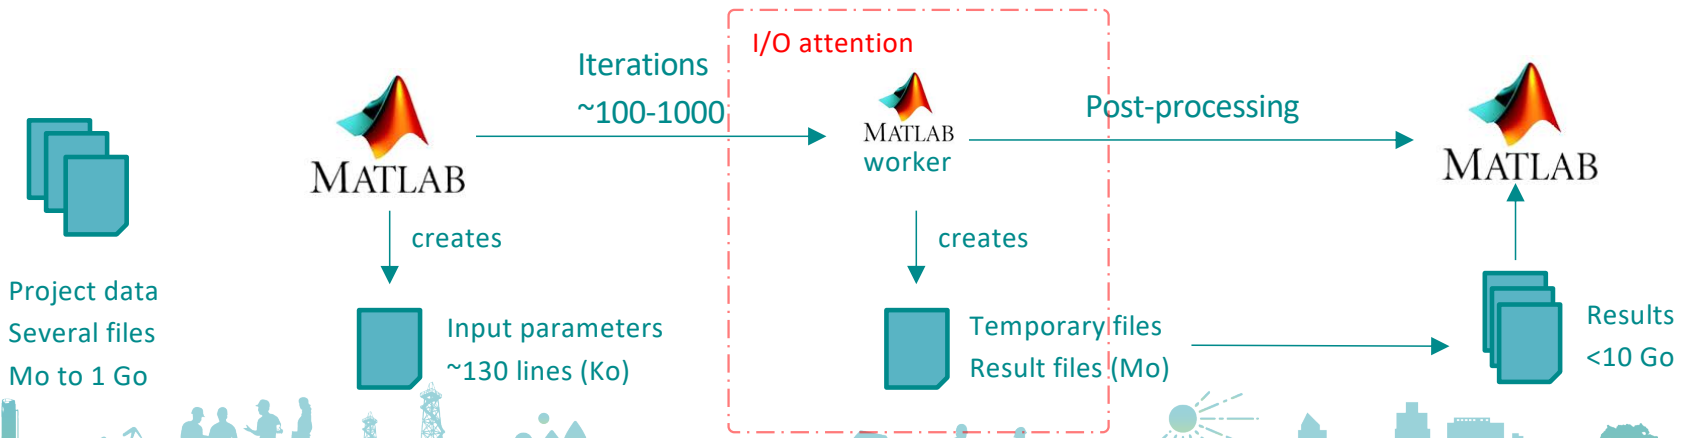 I/O attention
Iterations
~100-1000
Post-processing
MATLAB
MATLAB
worker
MATLAB
creates
creates
Project data
Several files
Mo to 1 Go
Input parameters
~130 lines (Ko)
Temporary files
Result files (Mo)
Results
<10 Go